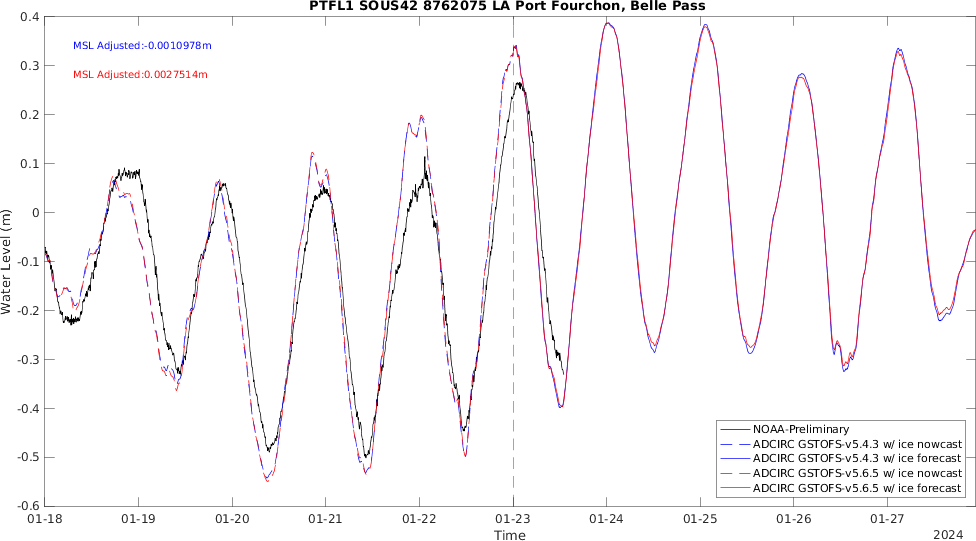 PTFL1 SOUS42 8762075 LA Port Fourchon, Belle Pass
MSL Adjusted:-0.0010978m
MSL Adjusted:0.0027514m
Water Level (m)
0.4
0.3
0.2
0.1
0
-0.1
-0.2
-0.3
-0.4
-0.5
-0.6
NOAA-Preliminary
ADCIRC GSTOFS-v5.4.3 w/ ice nowcast
ADCIRC GSTOFS-v5.4.3 w/ ice forecast
ADCIRC GSTOFS-v5.6.5 w/ ice nowcast
ADCIRC GSTOFS-v5.6.5 w/ ice forecast
01-18 01-19 01-20 01-21 01-22 01-23 01-24 01-25 01-26 01-27
Time
2024